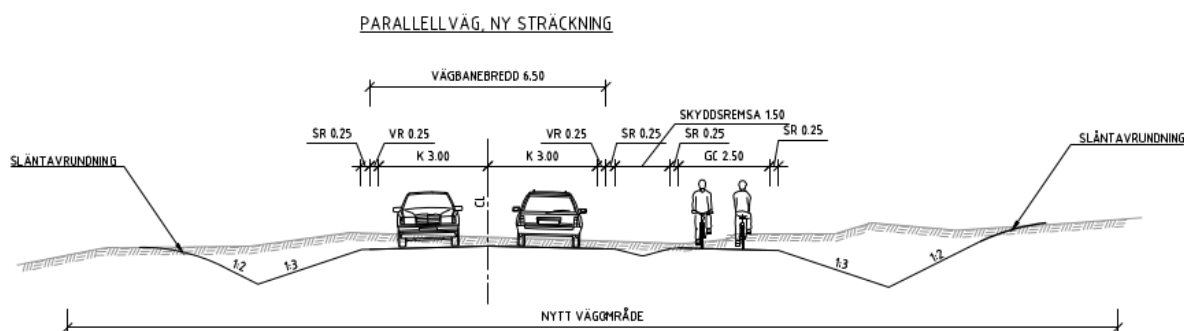 PARALLELLVÄG, NY STRÄCKNING
VÄGBANEBREDD 6.50
SKYDDSREMSA 1.50
SR 0.25
VR 0.25
VR 0.25
SR 0.25
SR 0.25
SR 0.25
K 3.00
K 3.00
GC 2.50
SLÄNTAVRUNDNING
SLÄNTAVRUNDNING
CL
1:2
1:3
1:3
1:2
NYTT VÄGOMRÅDE